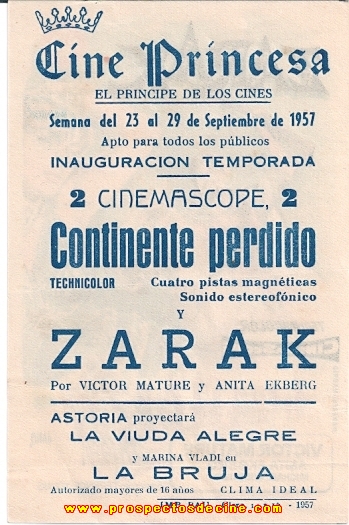 Cine Princesa
EL PRINCIPE DE LOS CINES
Semana del 23 al 29 de Septiembre de 1957
Apto para todos los públicos
INAUGURACION TEMPORADA
2 CINEMASCOPE, 2
Continente perdido
TECHNICOLOR Cuatro pistas magnéticas
Sonido estereofónico
Y
ZARAK
Por VICTOR MATURE y ANITA EKBERG
ASTORIA proyectará
LA VIUDA ALEGRE
y MARINA VLADI en
LA BRUJA
Autorizado mayores de 16 años CLIMA IDEAL
- 1957
www.prospectosdecine.com